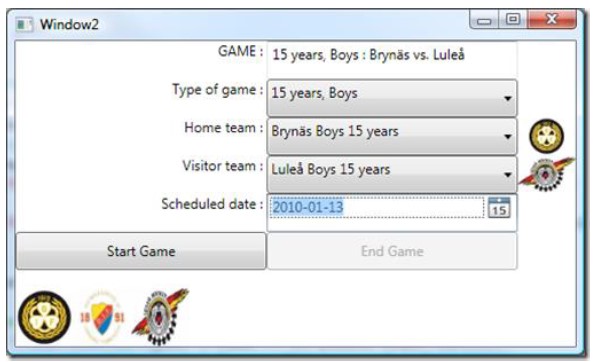 Window2
GAME : 15 years, Boys : Brynäs vs. Luleå
Type of game : 15 years, Boys
Home team : Brynäs Boys 15 years
Visitor team : Luleå Boys 15 years
Scheduled date : 2010-01-13 15
Start Game End Game
18 91